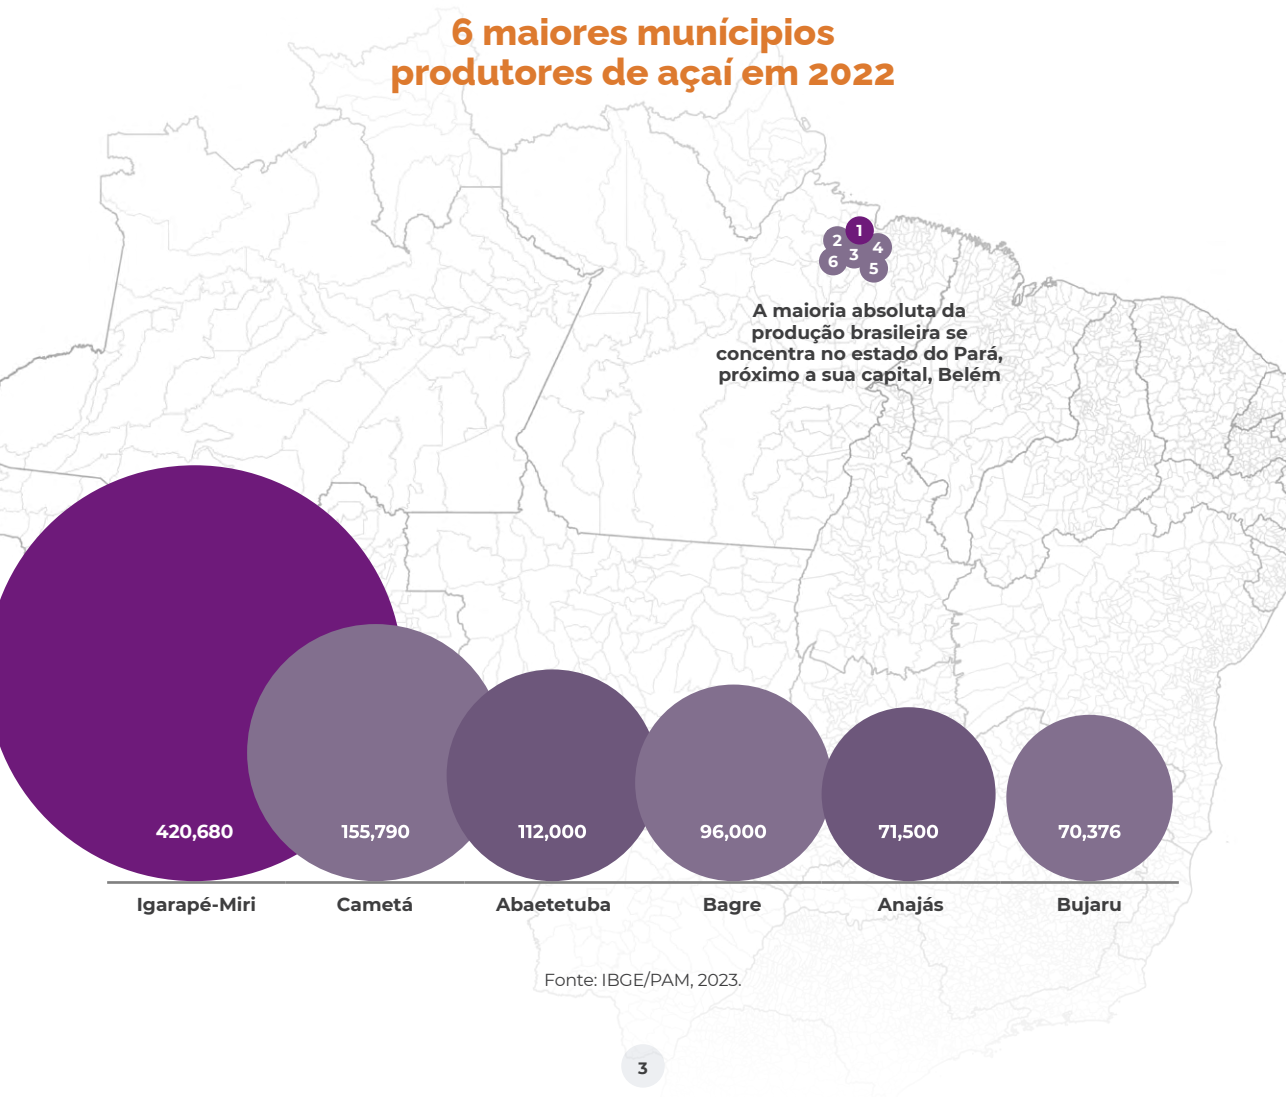 6 maiores munícipios
produtores de açaí em 2022
1
2
3
4
6
5
A maioria absoluta da
produção brasileira se
concentra no estado do Pará,
próximo a sua capital, Belém
420,680
155,790
112,000
96,000
71,500
70,376
Igarapé-Miri
Cametá
Abaetetuba
Bagre
Anajás
Bujaru
Fonte: IBGE/PAM, 2023.
3